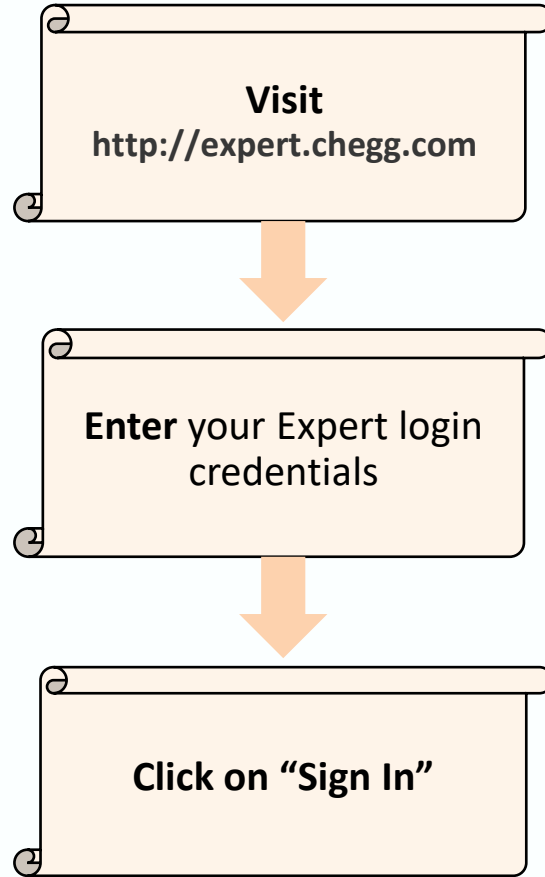 Visit
http://expert.chegg.com
Enter your Expert login
credentials
Click on “Sign In”